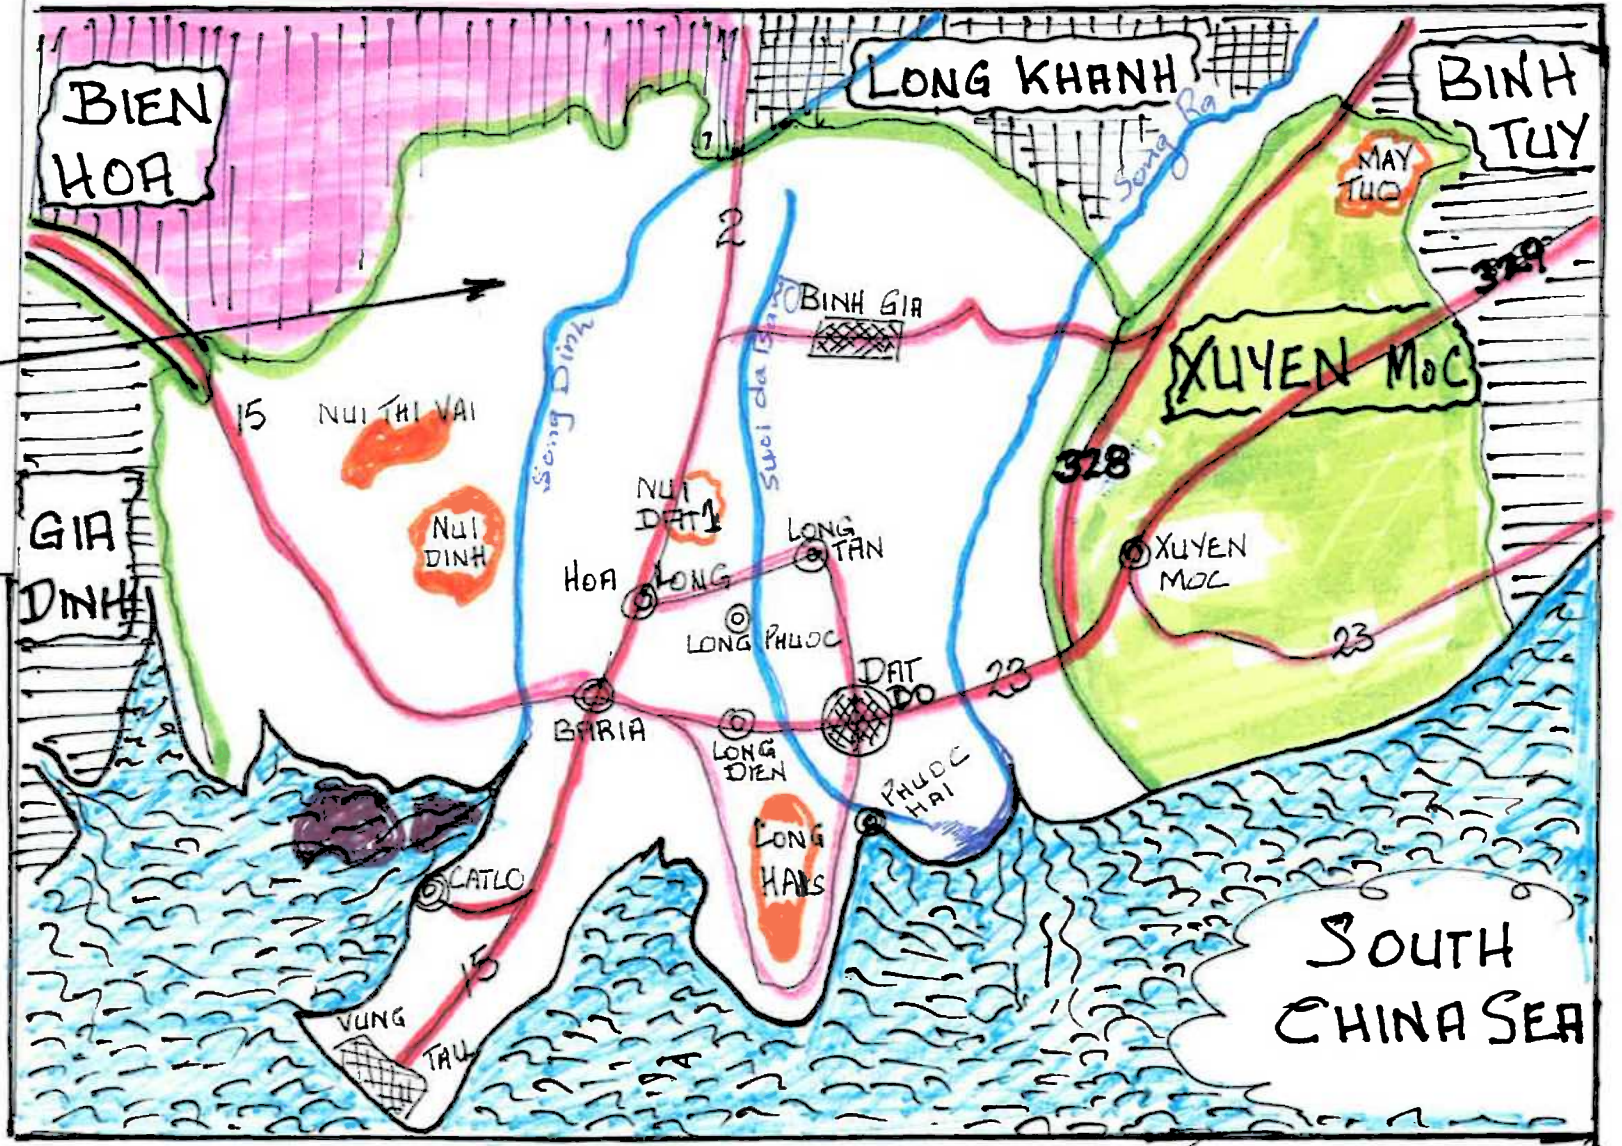 BIEN
HOA
LONG KHANH
BINH
TUY
Song Ra
MAY
TUQ
2
329
BINH GIA
XUYEN MOC
15
NUI THI VAI
Song Dinh
Suoi da Bang
328
NUI
DINH
NUI
DAT 1
LONG
TAN
GIA
DINH
HOA LONG
XUYEN
MOC
LONG PHUOC
23
DAT
DO
23
BARIA
LONG
DIEN
PHUOC
HAI
LONG
HAIS
CATLO
15
VUNG
TAU
SOUTH
CHINA SEA